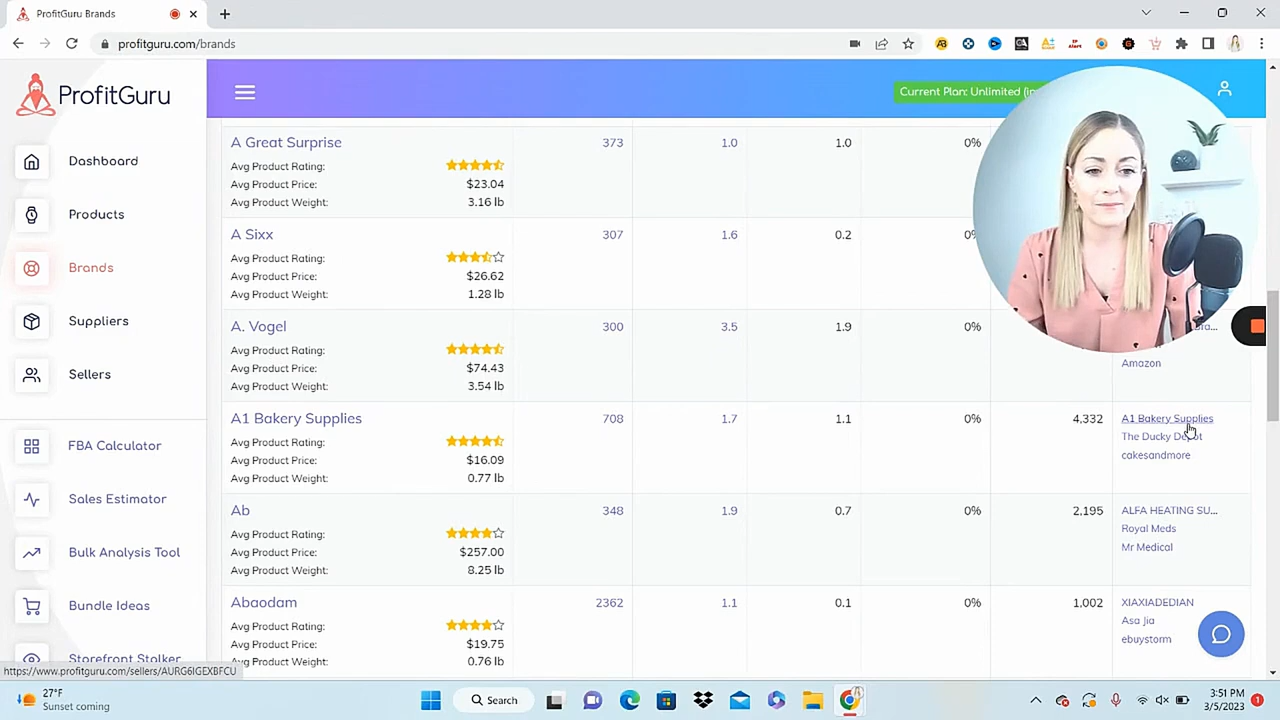 ProfitGuru Brands
profitguru.com/brands
ProfitGuru
Current Plan: Unlimited (in
Dashboard
Products
Brands
Suppliers
Sellers
FBA Calculator
Sales Estimator
Bulk Analysis Tool
Bundle Ideas
Storefront Stalker
A Great Surprise 373 1.0 1.0 0%
Avg Product Rating:
Avg Product Price: $23.04
Avg Product Weight: 3.16 lb
A Sixx 307 1.6 0.2 0%
Avg Product Rating:
Avg Product Price: $26.62
Avg Product Weight: 1.28 lb
A. Vogel 300 3.5 1.9 0%
Avg Product Rating:
Avg Product Price: $74.43
Amazon
Avg Product Weight: 3.54 lb
A1 Bakery Supplies 708 1.7 1.1 0% 4,332 A1 Bakery Supplies
Avg Product Rating: The Ducky Depot
Avg Product Price: $16.09 cakesandmore
Avg Product Weight: 0.77 lb
Ab 348 1.9 0.7 0% 2,195 ALFA HEATING SU...
Avg Product Rating: Royal Meds
Avg Product Price: $257.00 Mr Medical
Avg Product Weight: 8.25 lb
Abaodam 2362 1.1 0.1 0% 1,002 XIAXIADEDIAN
Avg Product Rating: Asa Jia
Avg Product Price: $19.75 ebuystorm
Avg Product Weight: 0.76 lb
https://www.profitguru.com/sellers/AURG6IGEXBFCU
27°F
Sunset coming
Search
3:51 PM
3/5/2023
1